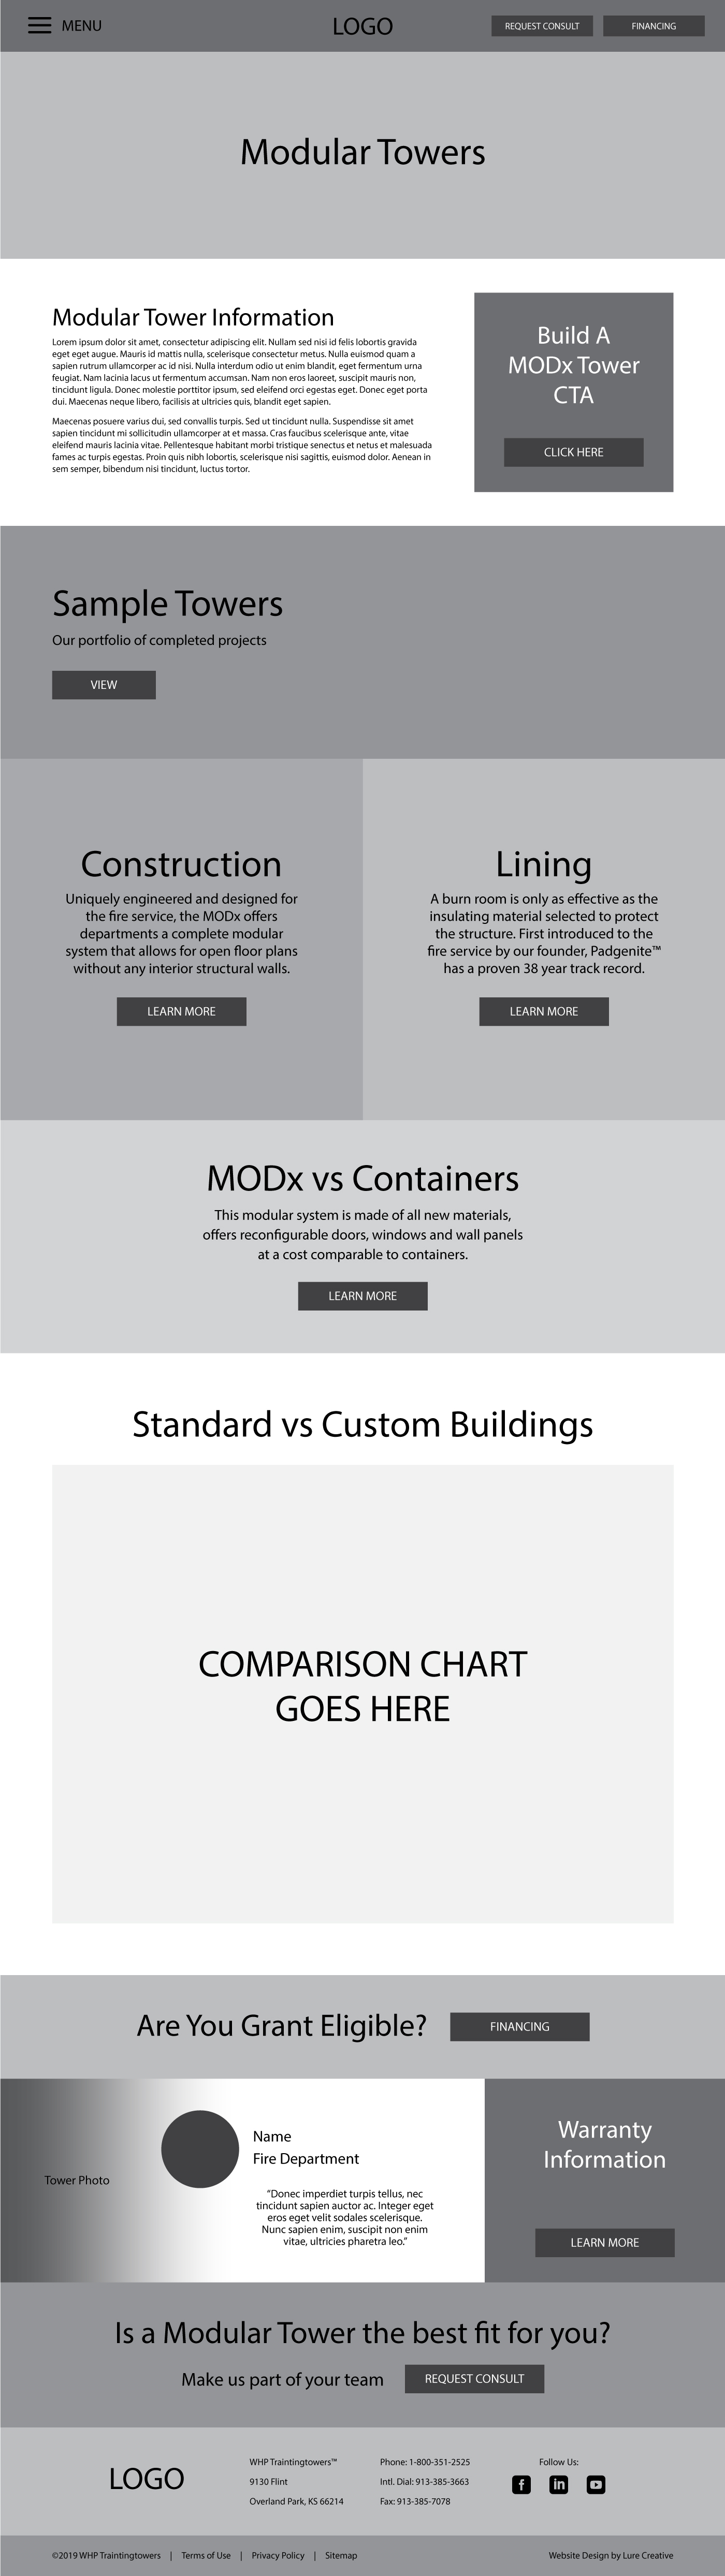 MENU
LOGO
REQUEST CONSULT
FINANCING
Modular Towers
Modular Tower Information
Lorem ipsum dolor sit amet, consectetur adipiscing elit. Nullam sed nisi id felis lobortis gravida
eget eget augue. Mauris id mattis nulla, scelerisque consectetur metus. Nulla euismod quam a
sapien rutrum ullamcorper ac id nisi. Nulla interdum odio ut enim blandit, eget fermentum urna
feugiat. Nam lacinia lacus ut fermentum accumsan. Nam non eros laoreet, suscipit mauris non,
tincidunt ligula. Donec molestie porttitor ipsum, sed eleifend orci egestas eget. Donec eget porta
dui. Maecenas neque libero, facilisis at ultricies quis, blandit eget sapien.
Maecenas posuere varius dui, sed convallis turpis. Sed ut tincidunt nulla. Suspendisse sit amet
sapien tincidunt mi sollicitudin ullamcorper at et massa. Cras faucibus scelerisque ante, vitae
eleifend mauris lacinia vitae. Pellentesque habitant morbi tristique senectus et netus et malesuada
fames ac turpis egestas. Proin quis nibh lobortis, scelerisque nisi sagittis, euismod dolor. Aenean in
sem semper, bibendum nisi tincidunt, luctus tortor.
Build A
MODx Tower
CTA
CLICK HERE
Sample Towers
Our portfolio of completed projects
VIEW
Construction
Uniquely engineered and designed for
the fire service, the MODx offers
departments a complete modular
system that allows for open floor plans
without any interior structural walls.
LEARN MORE
Lining
A burn room is only as effective as the
insulating material selected to protect
the structure. First introduced to the
fire service by our founder, Padgenite™
has a proven 38 year track record.
LEARN MORE
MODx vs Containers
This modular system is made of all new materials,
offers reconfigurable doors, windows and wall panels
at a cost comparable to containers.
LEARN MORE
Standard vs Custom Buildings
COMPARISON CHART
GOES HERE
Are You Grant Eligible?
FINANCING
Tower Photo
Name
Fire Department
“Donec imperdiet turpis tellus, nec
tincidunt sapien auctor ac. Integer eget
eros eget velit sodales scelerisque.
Nunc sapien enim, suscipit non enim
vitae, ultricies pharetra leo.”
Warranty
Information
LEARN MORE
Is a Modular Tower the best fit for you?
Make us part of your team
REQUEST CONSULT
LOGO
WHP Traintingtowers™
9130 Flint
Overland Park, KS 66214
Phone: 1-800-351-2525
Intl. Dial: 913-385-3663
Fax: 913-385-7078
Follow Us:
©2019 WHP Traintingtowers | Terms of Use | Privacy Policy | Sitemap
Website Design by Lure Creative